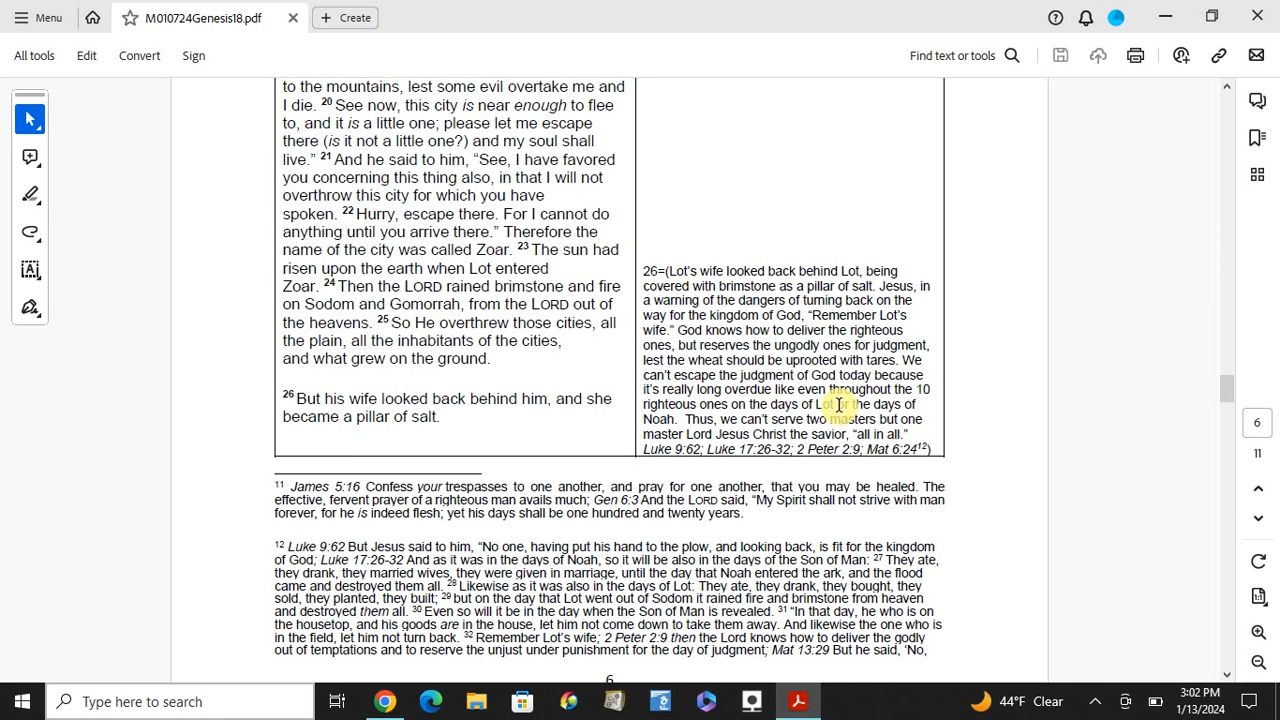 Menu
M010724Genesis18.pdf
Create
All tools
Edit
Convert
Sign
Find text or tools
to the mountains, lest some evil overtake me and
I die. 20 See now, this city is near enough to flee
to, and it is a little one; please let me escape
there (is it not a little one?) and my soul shall
live.” 21 And he said to him, “See, I have favored
you concerning this thing also, in that I will not
overthrow this city for which you have
spoken. 22 Hurry, escape there. For I cannot do
anything until you arrive there.” Therefore the
name of the city was called Zoar. 23 The sun had
risen upon the earth when Lot entered
Zoar. 24 Then the LORD rained brimstone and fire
on Sodom and Gomorrah, from the LORD out of
the heavens. 25 So He overthrew those cities, all
the plain, all the inhabitants of the cities,
and what grew on the ground.
26 But his wife looked back behind him, and she
became a pillar of salt.
26=(Lot’s wife looked back behind Lot, being
covered with brimstone as a pillar of salt. Jesus, in
a warning of the dangers of turning back on the
way for the kingdom of God, “Remember Lot’s
wife.” God knows how to deliver the righteous
ones, but reserves the ungodly ones for judgment,
lest the wheat should be uprooted with tares. We
can’t escape the judgment of God today because
it’s really long overdue like even throughout the 10
righteous ones on the days of Lot or the days of
Noah. Thus, we can’t serve two masters but one
master Lord Jesus Christ the savior, “all in all.”
Luke 9:62; Luke 17:26-32; 2 Peter 2:9; Mat 6:24 12)
11 James 5:16 Confess your trespasses to one another, and pray for one another, that you may be healed. The
effective, fervent prayer of a righteous man avails much; Gen 6:3 And the LORD said, “My Spirit shall not strive with man
forever, for he is indeed flesh; yet his days shall be one hundred and twenty years.
12 Luke 9:62 But Jesus said to him, “No one, having put his hand to the plow, and looking back, is fit for the kingdom
of God; Luke 17:26-32 And as it was in the days of Noah, so it will be also in the days of the Son of Man: 27 They ate,
they drank, they married wives, they were given in marriage, until the day that Noah entered the ark, and the flood
came and destroyed them all. 28 Likewise as it was also in the days of Lot: They ate, they drank, they bought, they
sold, they planted, they built; 29 but on the day that Lot went out of Sodom it rained fire and brimstone from heaven
and destroyed them all. 30 Even so will it be in the day when the Son of Man is revealed. 31 “In that day, he who is on
the housetop, and his goods are in the house, let him not come down to take them away. And likewise the one who is
in the field, let him not turn back. 32 Remember Lot’s wife; 2 Peter 2:9 then the Lord knows how to deliver the godly
out of temptations and to reserve the unjust under punishment for the day of judgment; Mat 13:29 But he said, ‘No,
6
6
11
Type here to search
44°F Clear
3:02 PM
1/13/2024